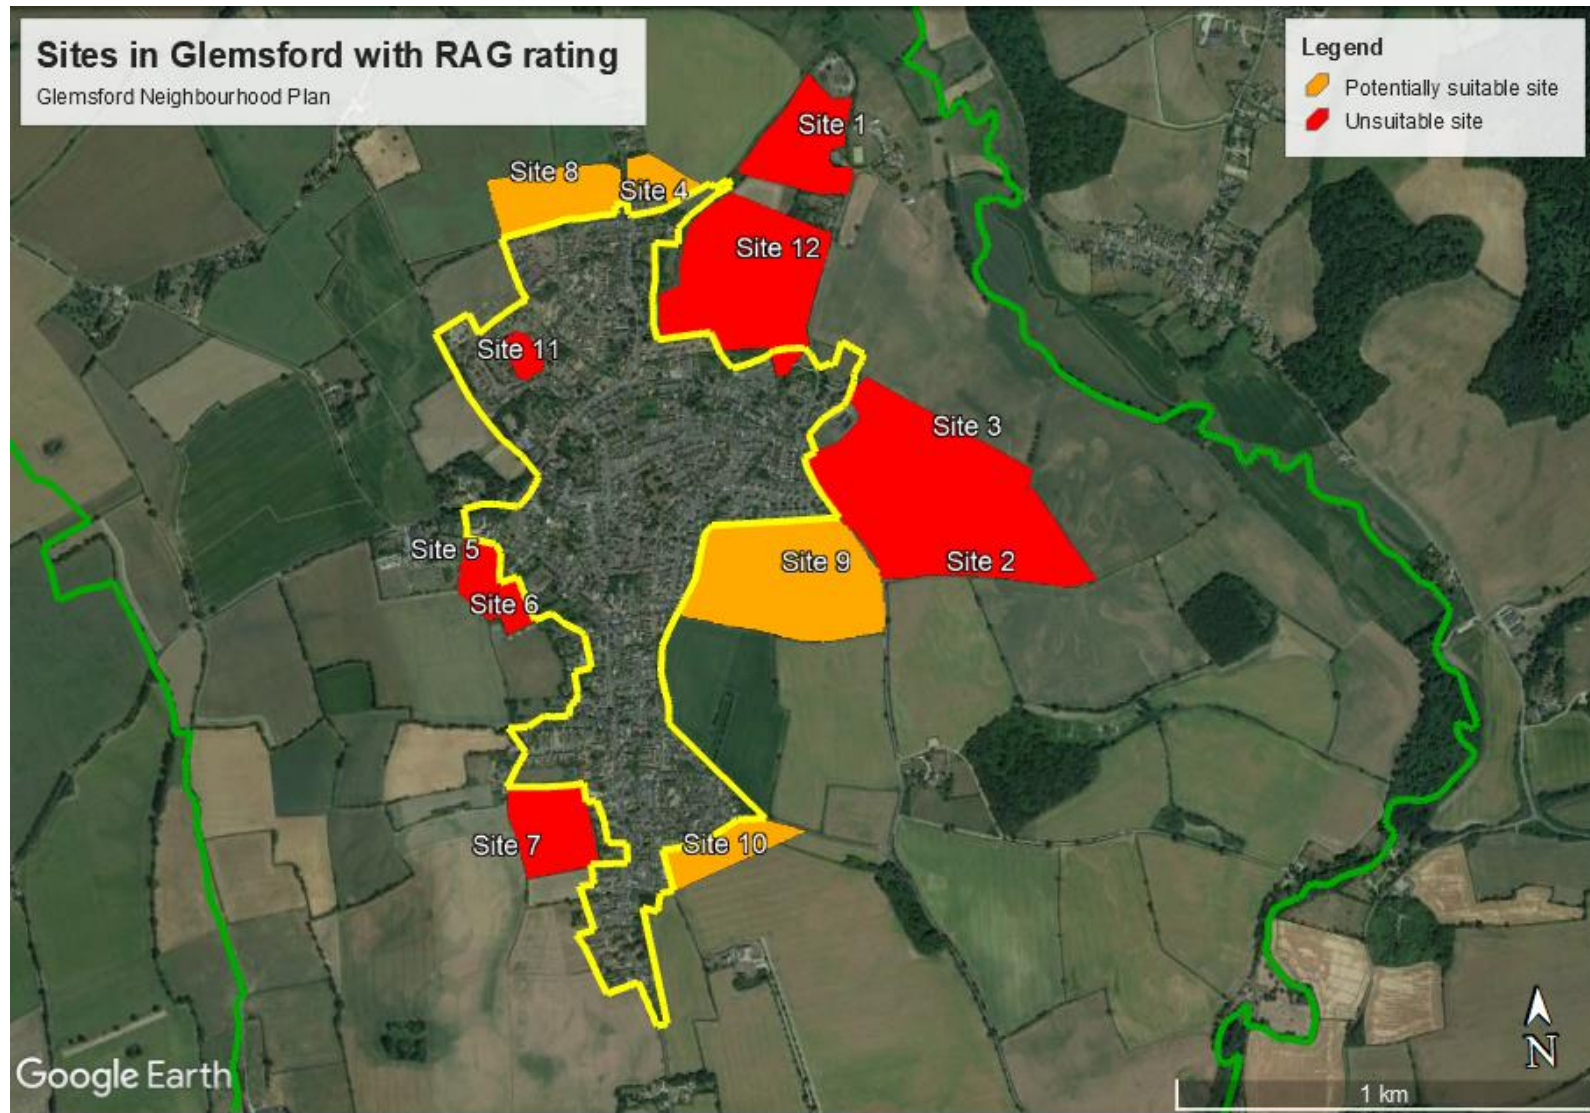 Sites in Glemsford with RAG rating
Glemsford Neighbourhood Plan
Legend
Potentially suitable site
Unsuitable site
Site 1
Site 8
Site 4
Site 12
Site 11
Site 3
Site 5
Site 9
Site 2
Site 6
Site 7
Site 10
N
Google Earth
1 km